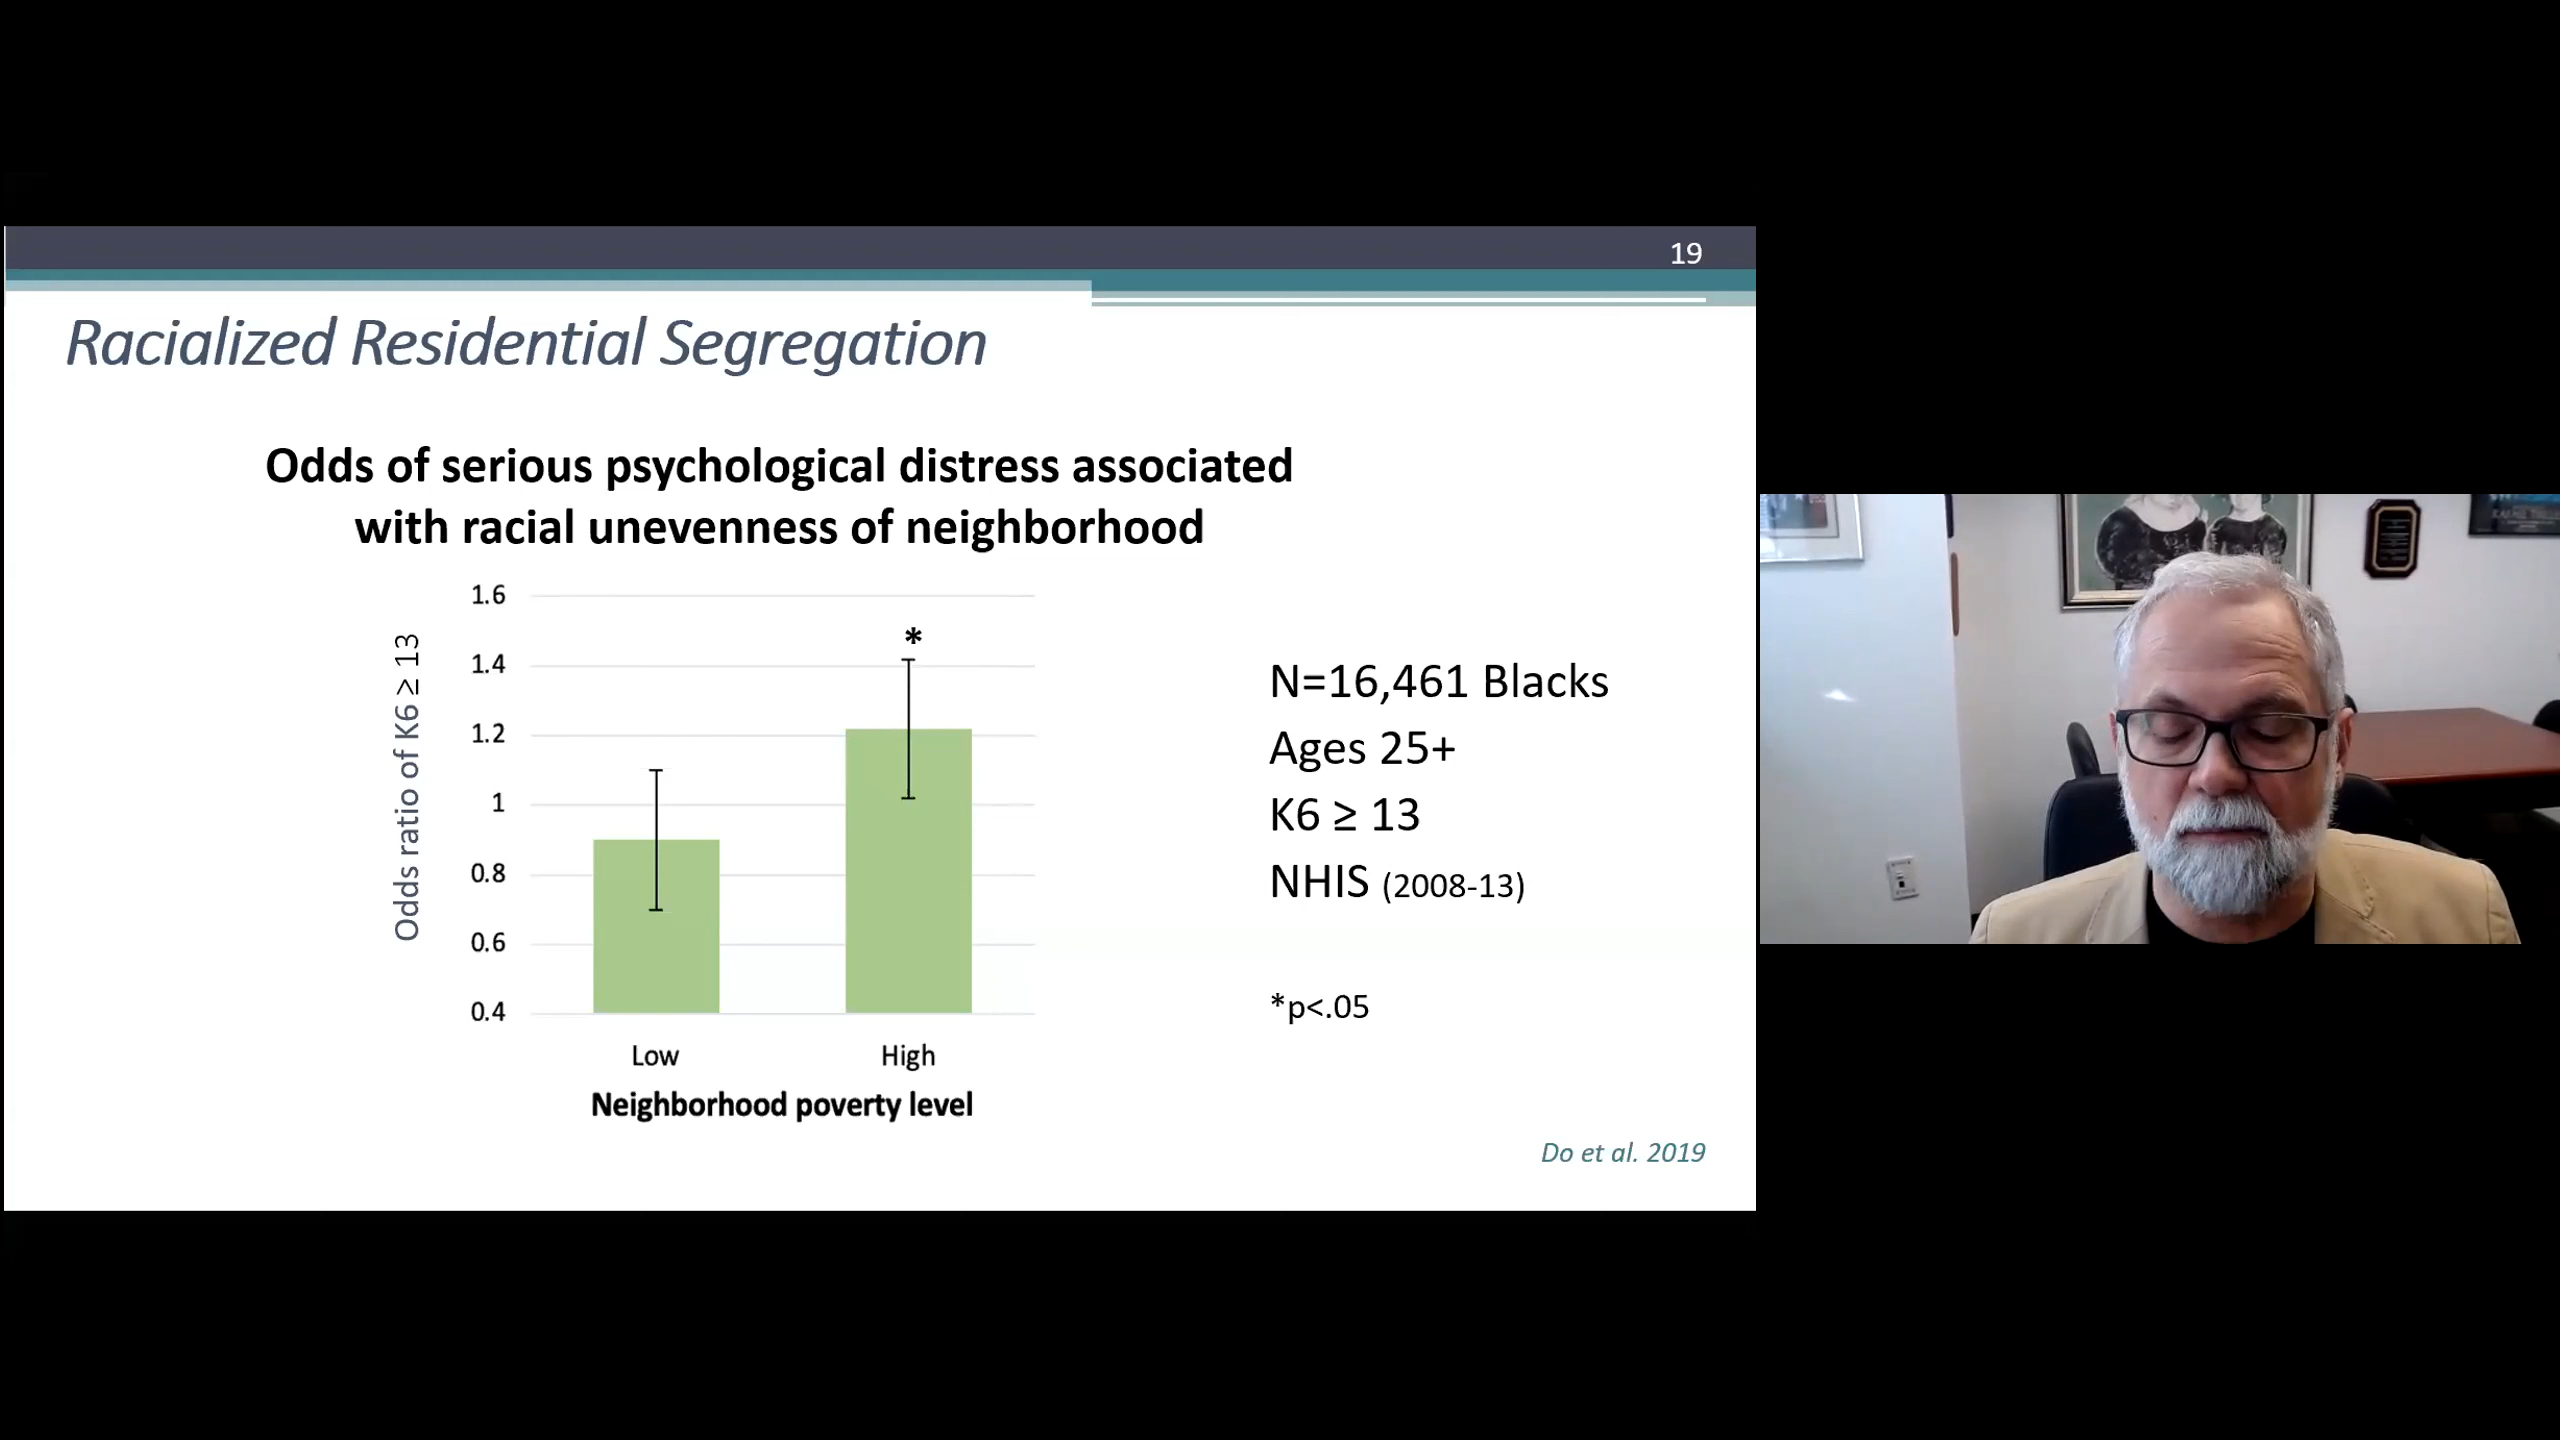 19
Racialized Residential Segregation
Odds of serious psychological distress associated
with racial unevenness of neighborhood
Odds ratio of K6 ≥ 13
1.6
1.4
1.2
1
0.8
0.6
0.4
*
Low
High
Neighborhood poverty level
N=16,461 Blacks
Ages 25+
K6 ≥ 13
NHIS (2008-13)
*p<.05
Do et al. 2019